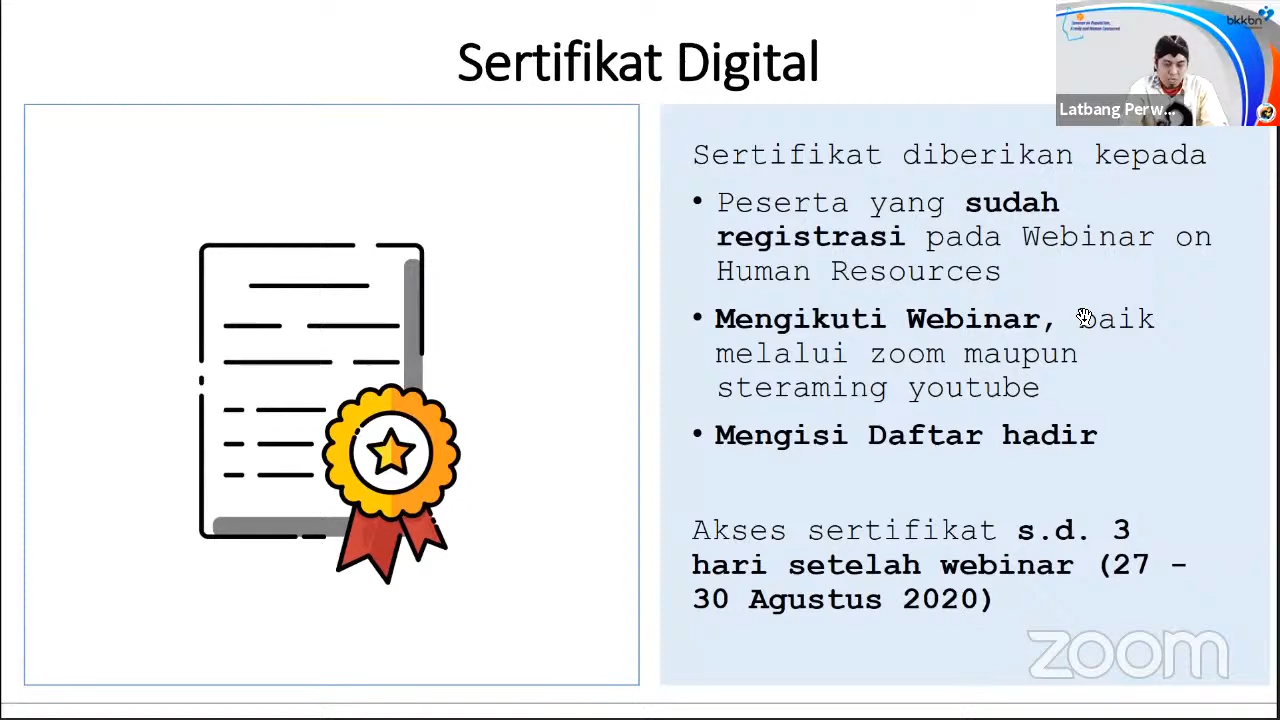 Sertifikat Digital
bkkbn
Latbang Perw...
Sertifikat diberikan kepada
• Peserta yang sudah
registrasi pada Webinar on
Human Resources
• Mengikuti Webinar, baik
melalui zoom maupun
steraming youtube
• Mengisi Daftar hadir
Akses sertifikat s.d. 3
hari setelah webinar (27 -
30 Agustus 2020)
zoom